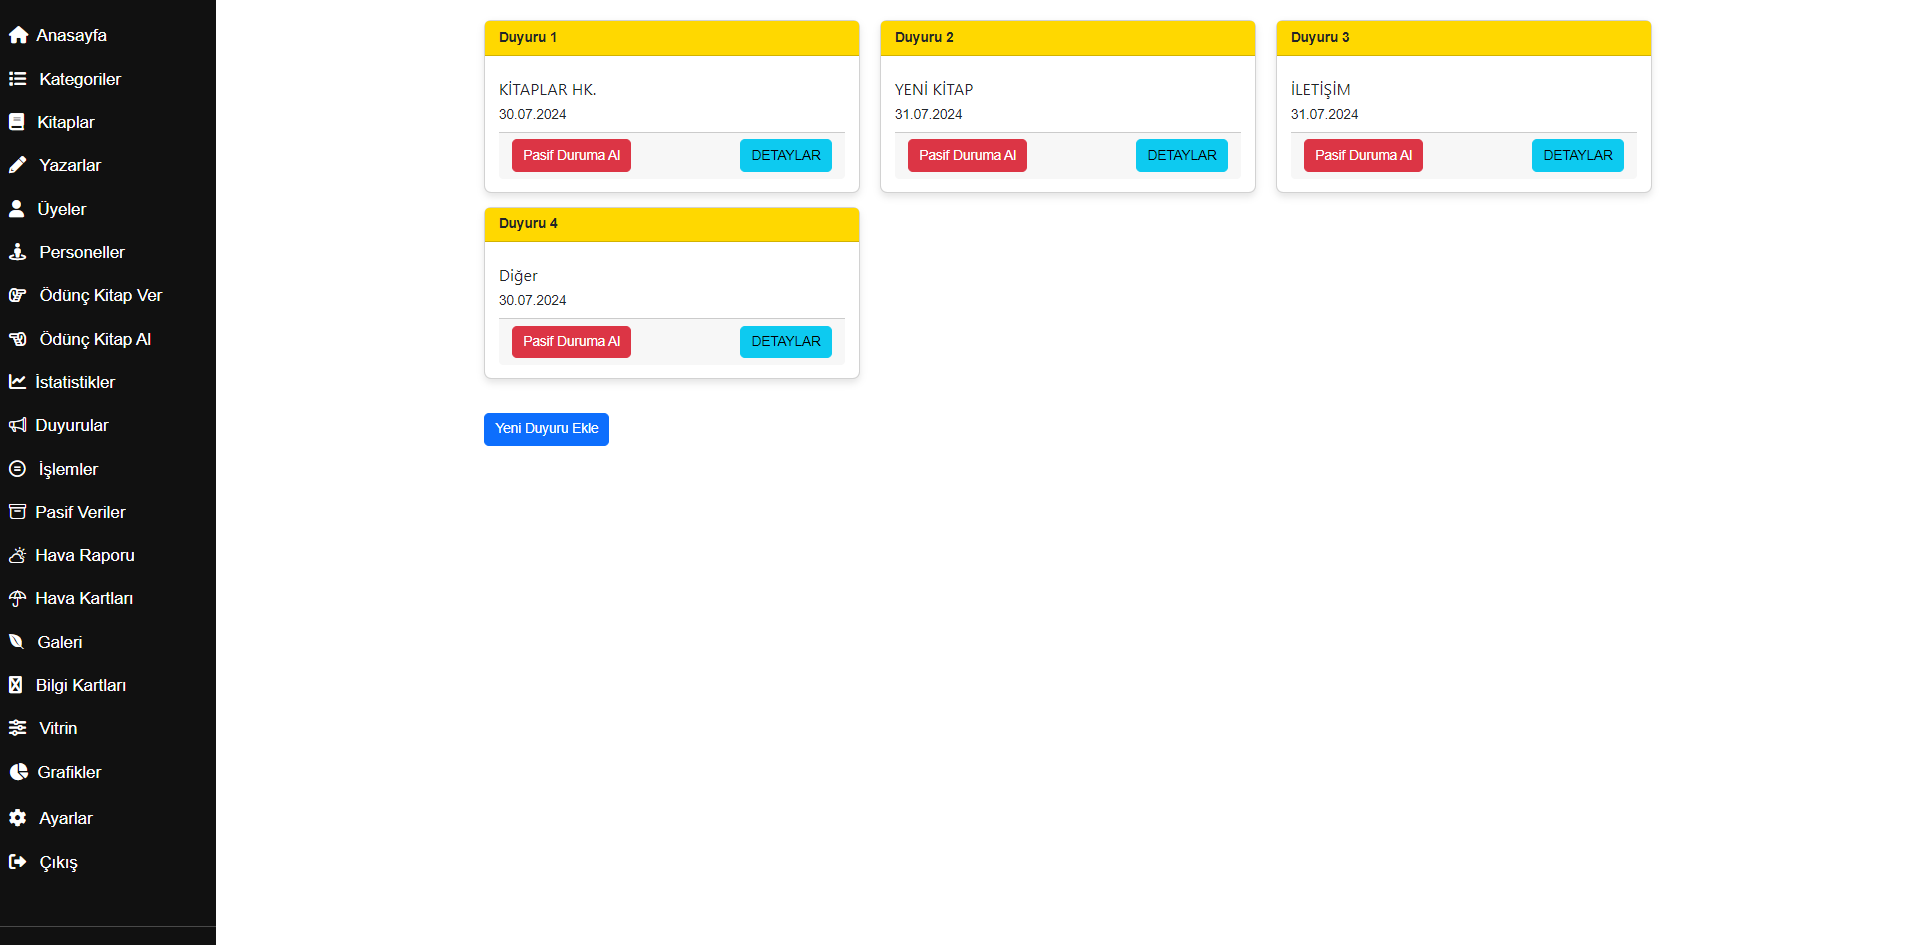 Anasayfa
Kategoriler
Kitaplar
Yazarlar
Üyeler
Personeller
Ödünç Kitap Ver
Ödünç Kitap Al
İstatistikler
Duyurular
İşlemler
Pasif Veriler
Hava Raporu
Hava Kartları
Galeri
Bilgi Kartları
Vitrin
Grafikler
Ayarlar
Çıkış
Duyuru 1
KİTAPLAR HK.
30.07.2024
Pasif Duruma Al
DETAYLAR
Duyuru 2
YENİ KİTAP
31.07.2024
Pasif Duruma Al
DETAYLAR
Duyuru 3
İLETİŞİM
31.07.2024
Pasif Duruma Al
DETAYLAR
Duyuru 4
Diğer
30.07.2024
Pasif Duruma Al
DETAYLAR
Yeni Duyuru Ekle